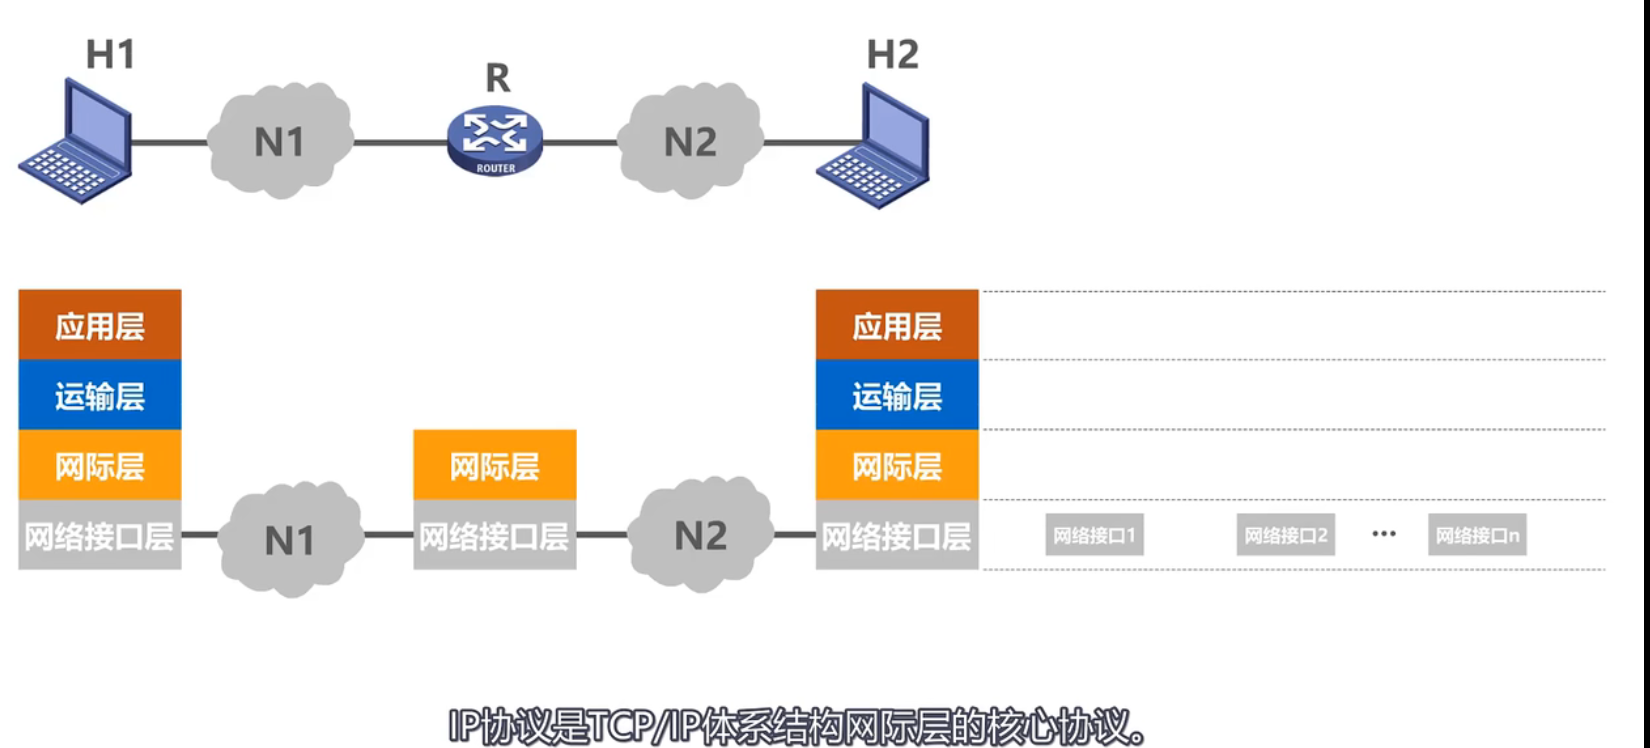 H1
R
H2
N1
ROUTER
N2
应用层
应用层
运输层
运输层
网际层
网际层
网际层
网络接口层
N1
网络接口层
N2
网络接口层
网络接口1
网络接口2
…
网络接口n
IP协议是TCP/IP体系结构网际层的核心协议。